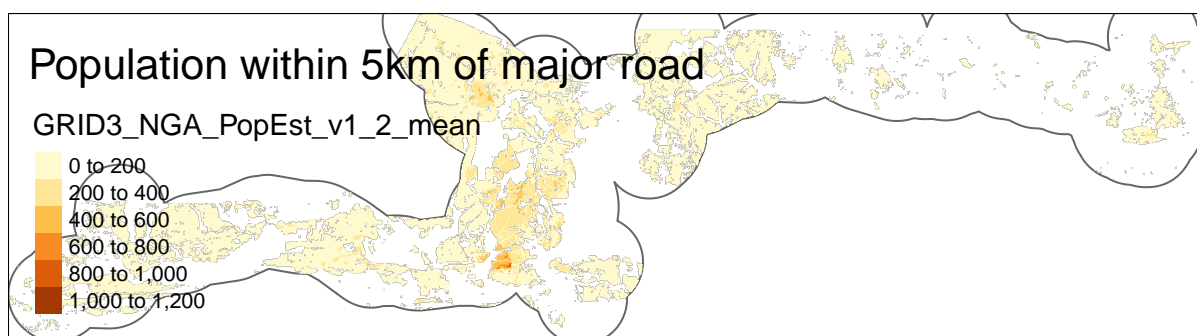 Population within 5km of major road
GRID3_NGA_PopEst_v1_2_mean
0 to 200
200 to 400
400 to 600
600 to 800
800 to 1,000
1,000 to 1,200